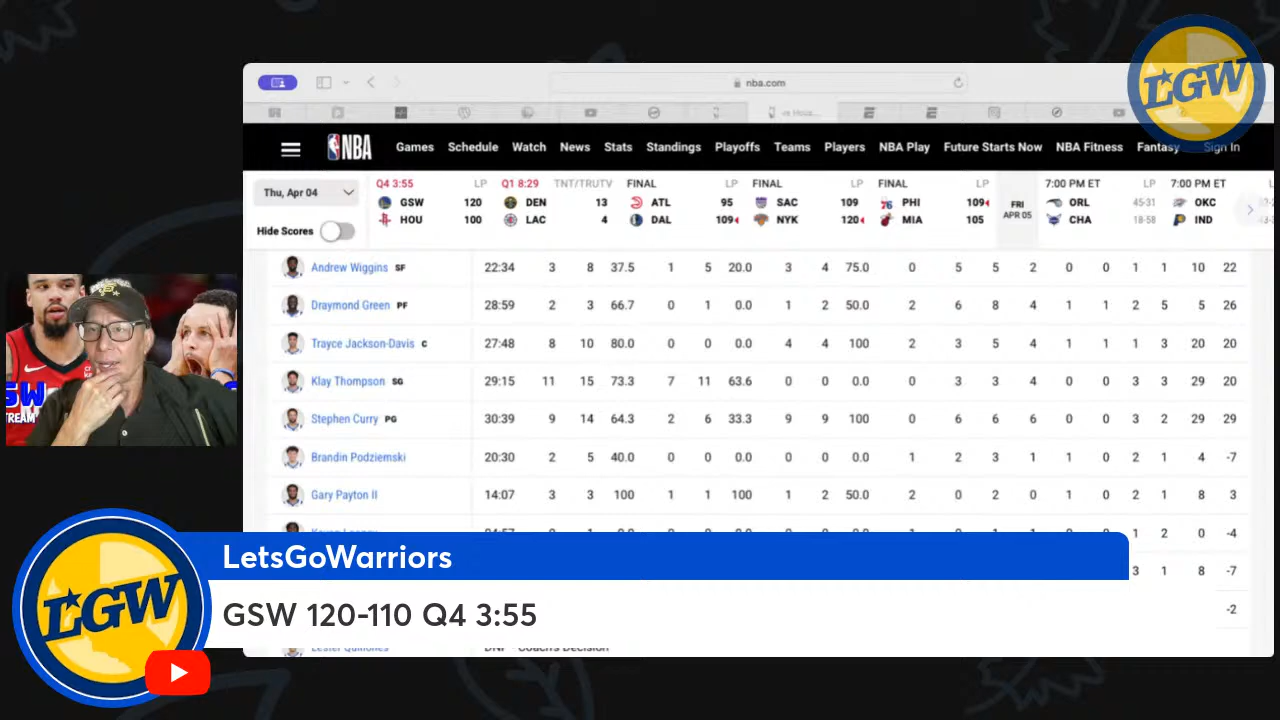 LGW
nba.com
NBA Games Schedule Watch News Stats Standings Playoffs Teams Players NBA Play Future Starts Now NBA Fitness Fantasy Sign In
Thu, Apr 04
Hide Scores
Q4 3:55 LP
GSW 120
HOU 100
Q1 8:29 TNT/TRUTV
DEN 13
LAC 4
FINAL LP
ATL 95
DAL 109
FINAL LP
SAC 109
NYK 120
FINAL LP
PHI 109
MIA 105
FRI
APR 05
7:00 PM ET LP
ORL 45-31
CHA 18-58
7:00 PM ET
OKC
IND
Andrew Wiggins SF 22:34 3 8 37.5 1 5 20.0 3 4 75.0 0 5 5 2 0 0 1 1 10 22
Draymond Green PF 28:59 2 3 66.7 0 1 0.0 1 2 50.0 2 6 8 4 1 1 2 5 5 26
Trayce Jackson-Davis C 27:48 8 10 80.0 0 0 0.0 4 4 100 2 3 5 4 1 1 1 3 20 20
Klay Thompson SG 29:15 11 15 73.3 7 11 63.6 0 0 0.0 0 3 3 4 0 0 3 3 29 20
Stephen Curry PG 30:39 9 14 64.3 2 6 33.3 9 9 100 0 6 6 6 0 0 3 2 29 29
Brandin Podziemski 20:30 2 5 40.0 0 0 0.0 0 0 0.0 1 2 3 1 1 0 2 1 4 -7
Gary Payton II 14:07 3 3 100 1 1 100 1 2 50.0 2 0 2 0 1 0 2 1 8 3
1 2 0 -4
3 1 8 -7
-2
LetsGoWarriors
GSW 120-110 Q4 3:55
LGW